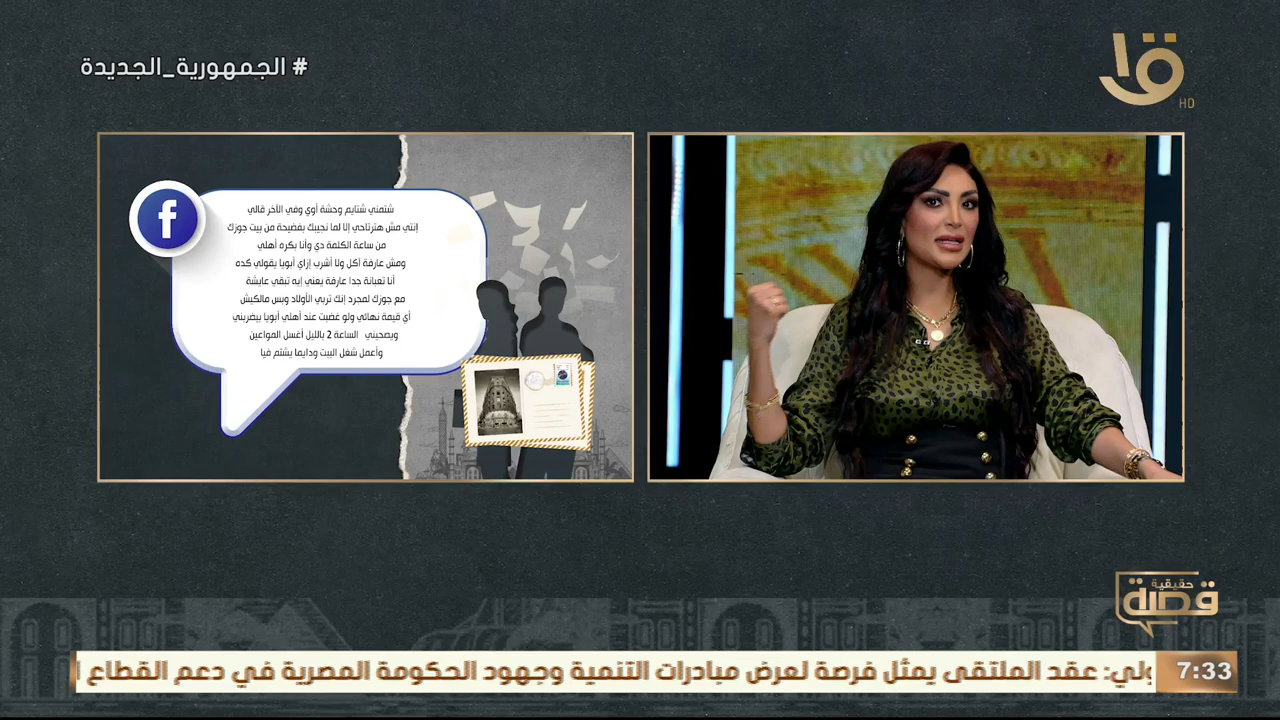 # الجمهورية_الجديدة
HD
f
شتمني شتايم وحشة أوي وفي الآخر قالي
إنتي مش هترتاحي إلا لما نجيبك بفضيحة من بيت جوزك
من ساعة الكلمة دي وأنا بكره أهلي
ومش عارفة آكل ولا أشرب إزاي أبويا يقولي كده
أنا تعبانة جدا عارفة يعني إيه تبقي عايشة
مع جوزك لمجرد إنك تربي الأولاد وبس مالكيش
أي قيمة نهائي ولو غضبت عند أهلي أبويا بيضربني
ويصحيني الساعة 2 بالليل أغسل المواعين
وأعمل شغل البيت ودايما يشتم فيا
قصة حقيقية
ولي: عقد الملتقى يمثل فرصة لعرض مبادرات التنمية وجهود الحكومة المصرية في دعم القطاع ا
7:33